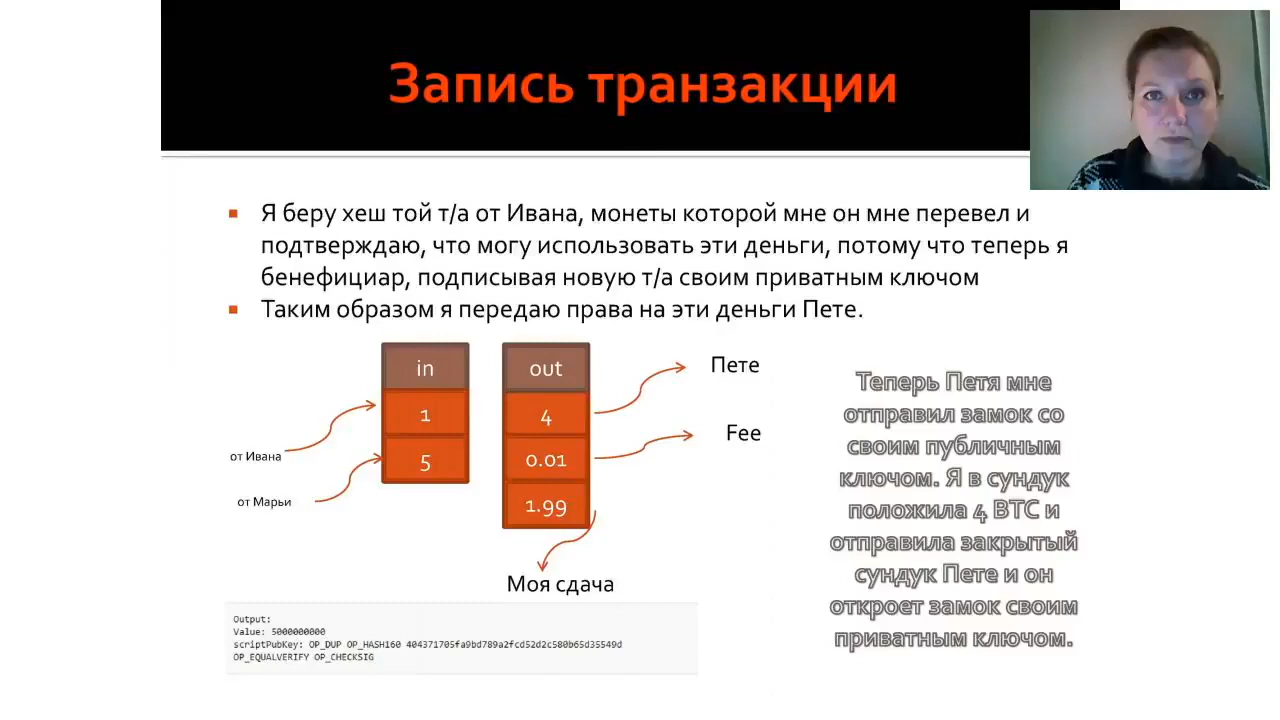 Запись транзакции
Я беру хеш той т/а от Ивана, монеты которой мне он мне перевел и
подтверждаю, что могу использовать эти деньги, потому что теперь я
бенефициар, подписывая новую т/а своим приватным ключом
Таким образом я передаю права на эти деньги Пете.
in
1
5
out
4
0.01
1.99
от Ивана
от Марьи
Пете
Fee
Моя сдача
Теперь Петя мне
отправил замок со
своим публичным
ключом. Я в сундук
положила 4 BTC и
отправила закрытый
сундук Пете и он
откроет замок своим
приватным ключом.
Output:
Value: 5000000000
scriptPubKey: OP_DUP OP_HASH160 404371705fa9bd789a2fcd52d2c580b65d35549d
OP_EQUALVERIFY OP_CHECKSIG